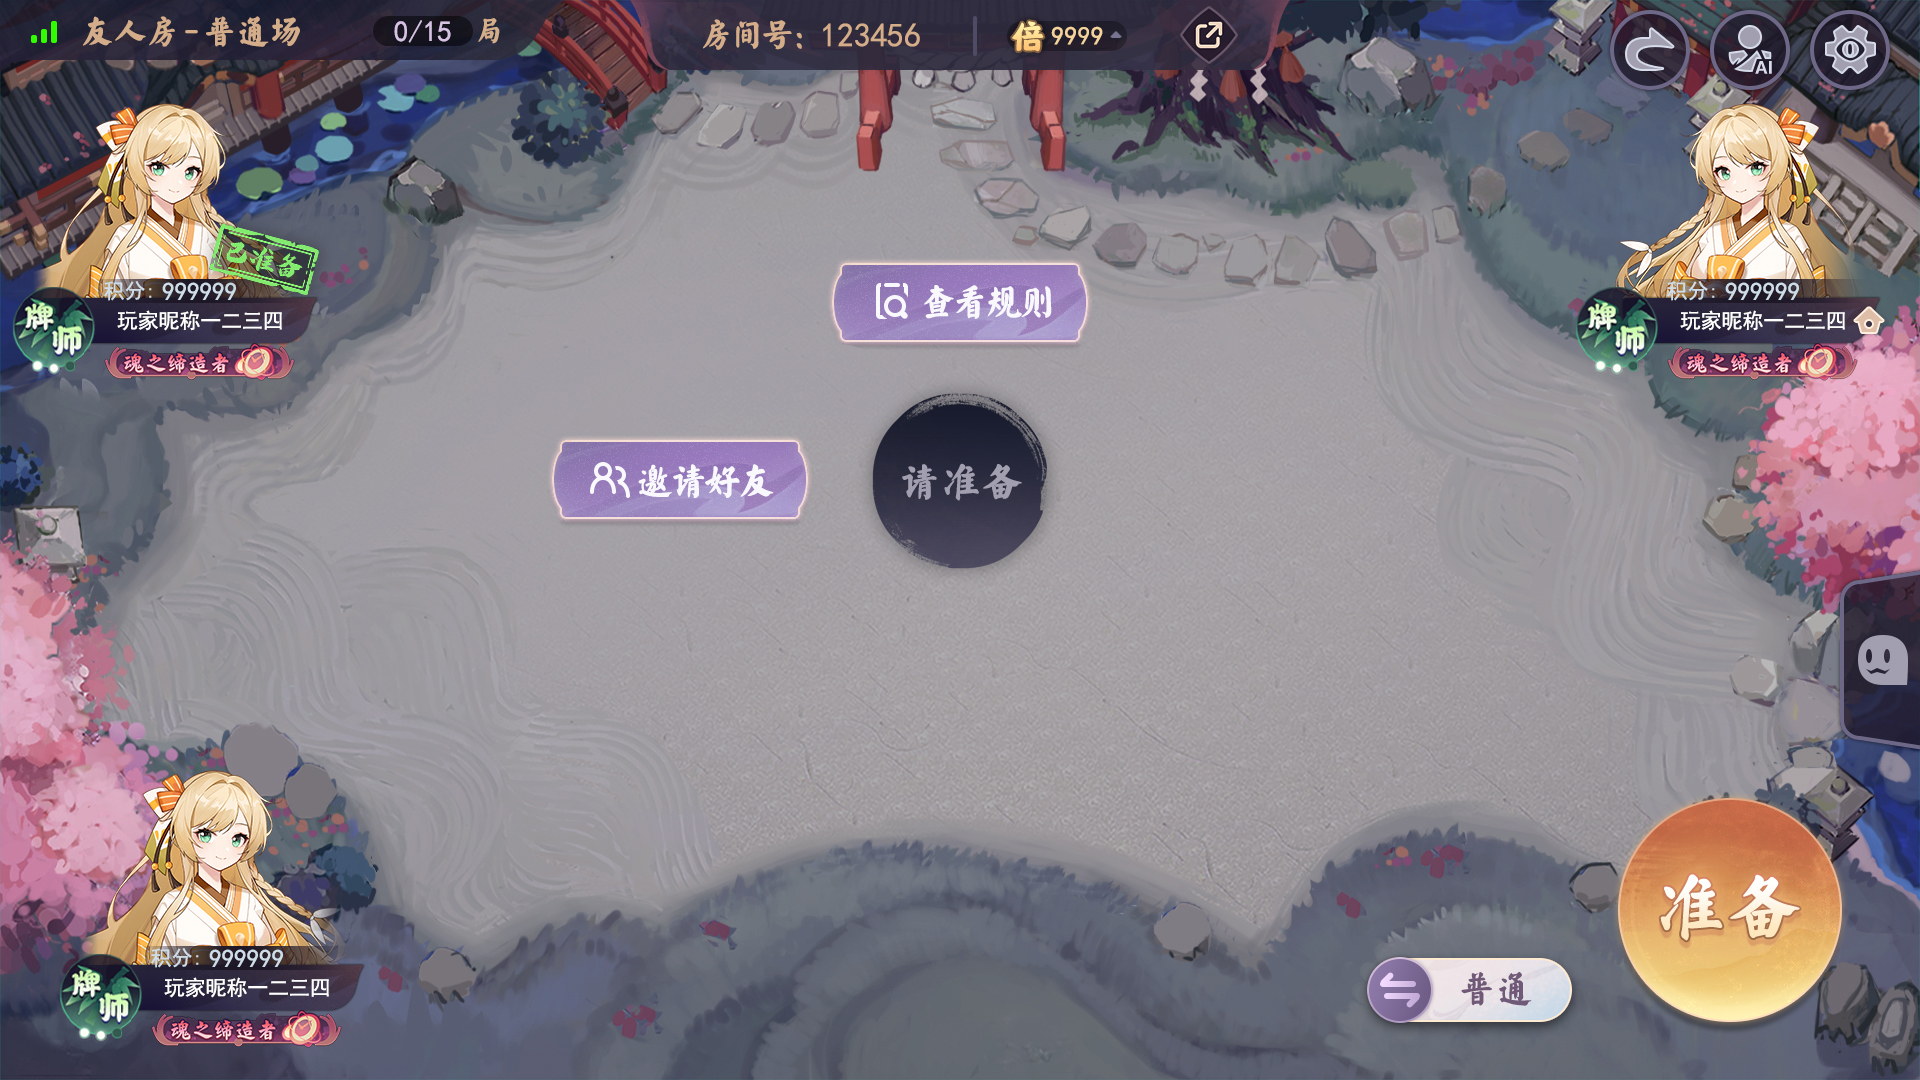 友人房-普通场
0/15 局
房间号：123456
倍 9999
AI
已准备
积分：999999
玩家昵称一二三四
牌师
魂之缔造者
积分：999999
玩家昵称一二三四
牌师
魂之缔造者
查看规则
邀请好友
请准备
积分：999999
玩家昵称一二三四
牌师
魂之缔造者
普通
准备